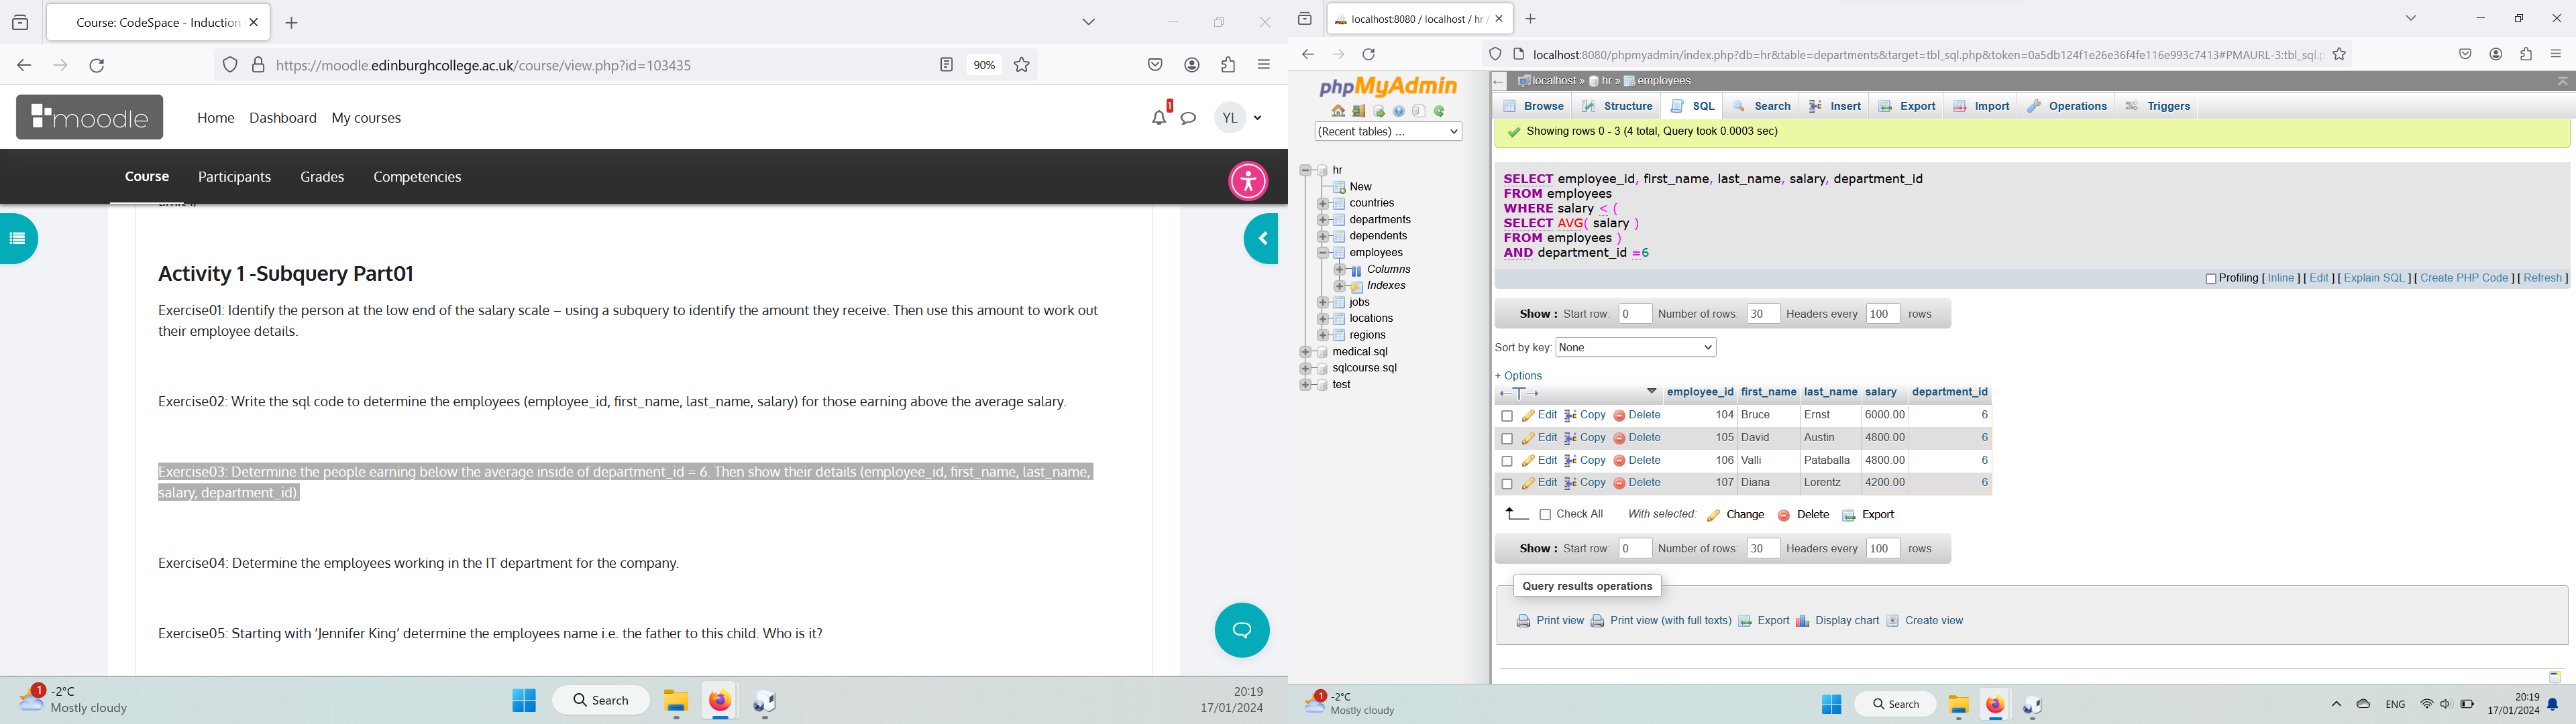 Course: CodeSpace - Induction
https://moodle.edinburghcollege.ac.uk/course/view.php?id=103435
90%
moodle
Home
Dashboard
My courses
1
YL
Course
Participants
Grades
Competencies
Activity 1 -Subquery Part01
Exercise01: Identify the person at the low end of the salary scale – using a subquery to identify the amount they receive. Then use this amount to work out
their employee details.
Exercise02: Write the sql code to determine the employees (employee_id, first_name, last_name, salary) for those earning above the average salary.
Exercise03: Determine the people earning below the average inside of department_id = 6. Then show their details (employee_id, first_name, last_name,
salary, department_id).
Exercise04: Determine the employees working in the IT department for the company.
Exercise05: Starting with ‘Jennifer King’ determine the employees name i.e. the father to this child. Who is it?
1
-2°C
Mostly cloudy
Search
20:19
17/01/2024
localhost:8080 / localhost / hr /
localhost:8080/phpmyadmin/index.php?db=hr&table=departments&target=tbl_sql.php&token=0a5db124f1e26e36f4fe116e993c7413#PMAURL-3:tbl_sql.p
phpMyAdmin
(Recent tables) ...
hr
New
countries
departments
dependents
employees
Columns
Indexes
jobs
locations
regions
medical.sql
sqlcourse.sql
test
localhost » hr » employees
Browse
Structure
SQL
Search
Insert
Export
Import
Operations
Triggers
Showing rows 0 - 3 (4 total, Query took 0.0003 sec)
SELECT employee_id, first_name, last_name, salary, department_id
FROM employees
WHERE salary < (
SELECT AVG( salary )
FROM employees )
AND department_id =6
Profiling [ Inline ] [ Edit ] [ Explain SQL ] [ Create PHP Code ] [ Refresh ]
Show : Start row: 0 Number of rows: 30 Headers every 100 rows
Sort by key: None
+ Options
employee_id first_name last_name salary department_id
Edit Copy Delete 104 Bruce Ernst 6000.00 6
Edit Copy Delete 105 David Austin 4800.00 6
Edit Copy Delete 106 Valli Pataballa 4800.00 6
Edit Copy Delete 107 Diana Lorentz 4200.00 6
Check All With selected: Change Delete Export
Show : Start row: 0 Number of rows: 30 Headers every 100 rows
Query results operations
Print view Print view (with full texts) Export Display chart Create view
1
-2°C
Mostly cloudy
Search
ENG
20:19
17/01/2024